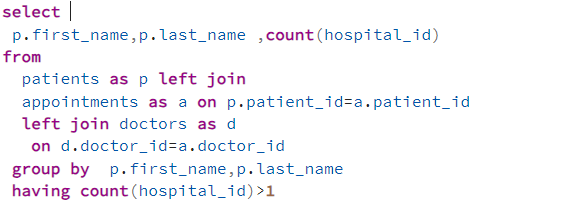 select
p.first_name,p.last_name ,count(hospital_id)
from
patients as p left join
appointments as a on p.patient_id=a.patient_id
left join doctors as d
on d.doctor_id=a.doctor_id
group by  p.first_name,p.last_name
having count(hospital_id)>1